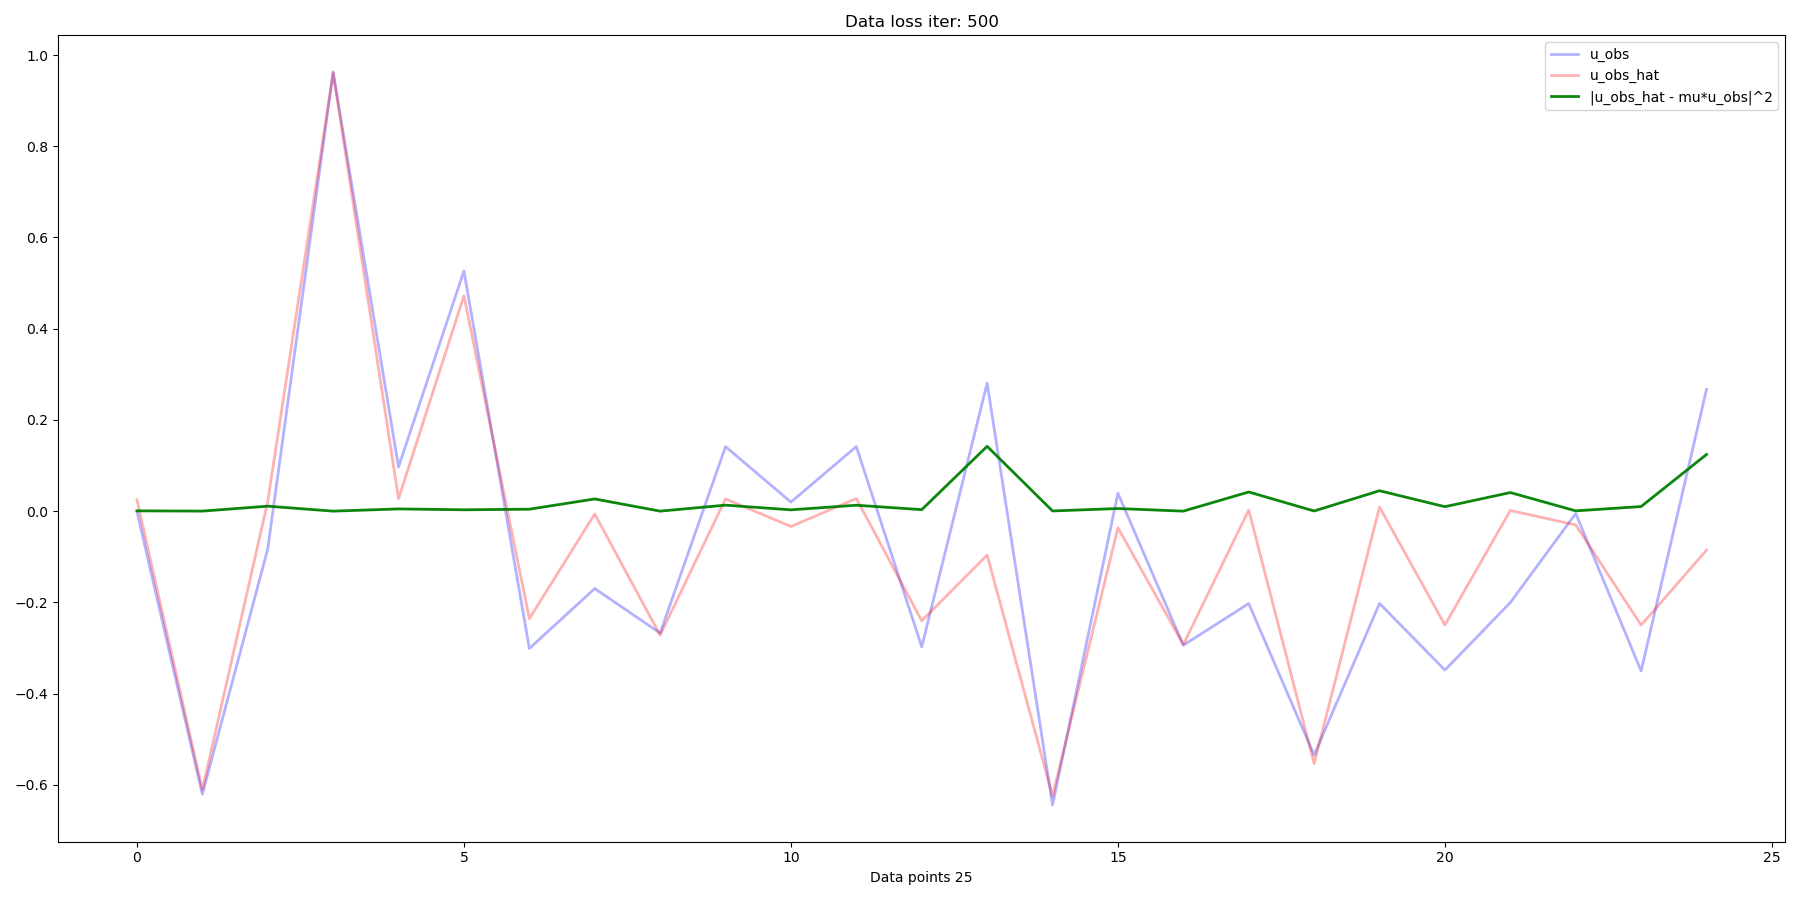 Data loss iter: 500
u_obs
u_obs_hat
|u_obs_hat - mu*u_obs|^2
1.0
0.8
0.6
0.4
0.2
0.0
−0.2
−0.4
−0.6
0 5 10 15 20 25
Data points 25